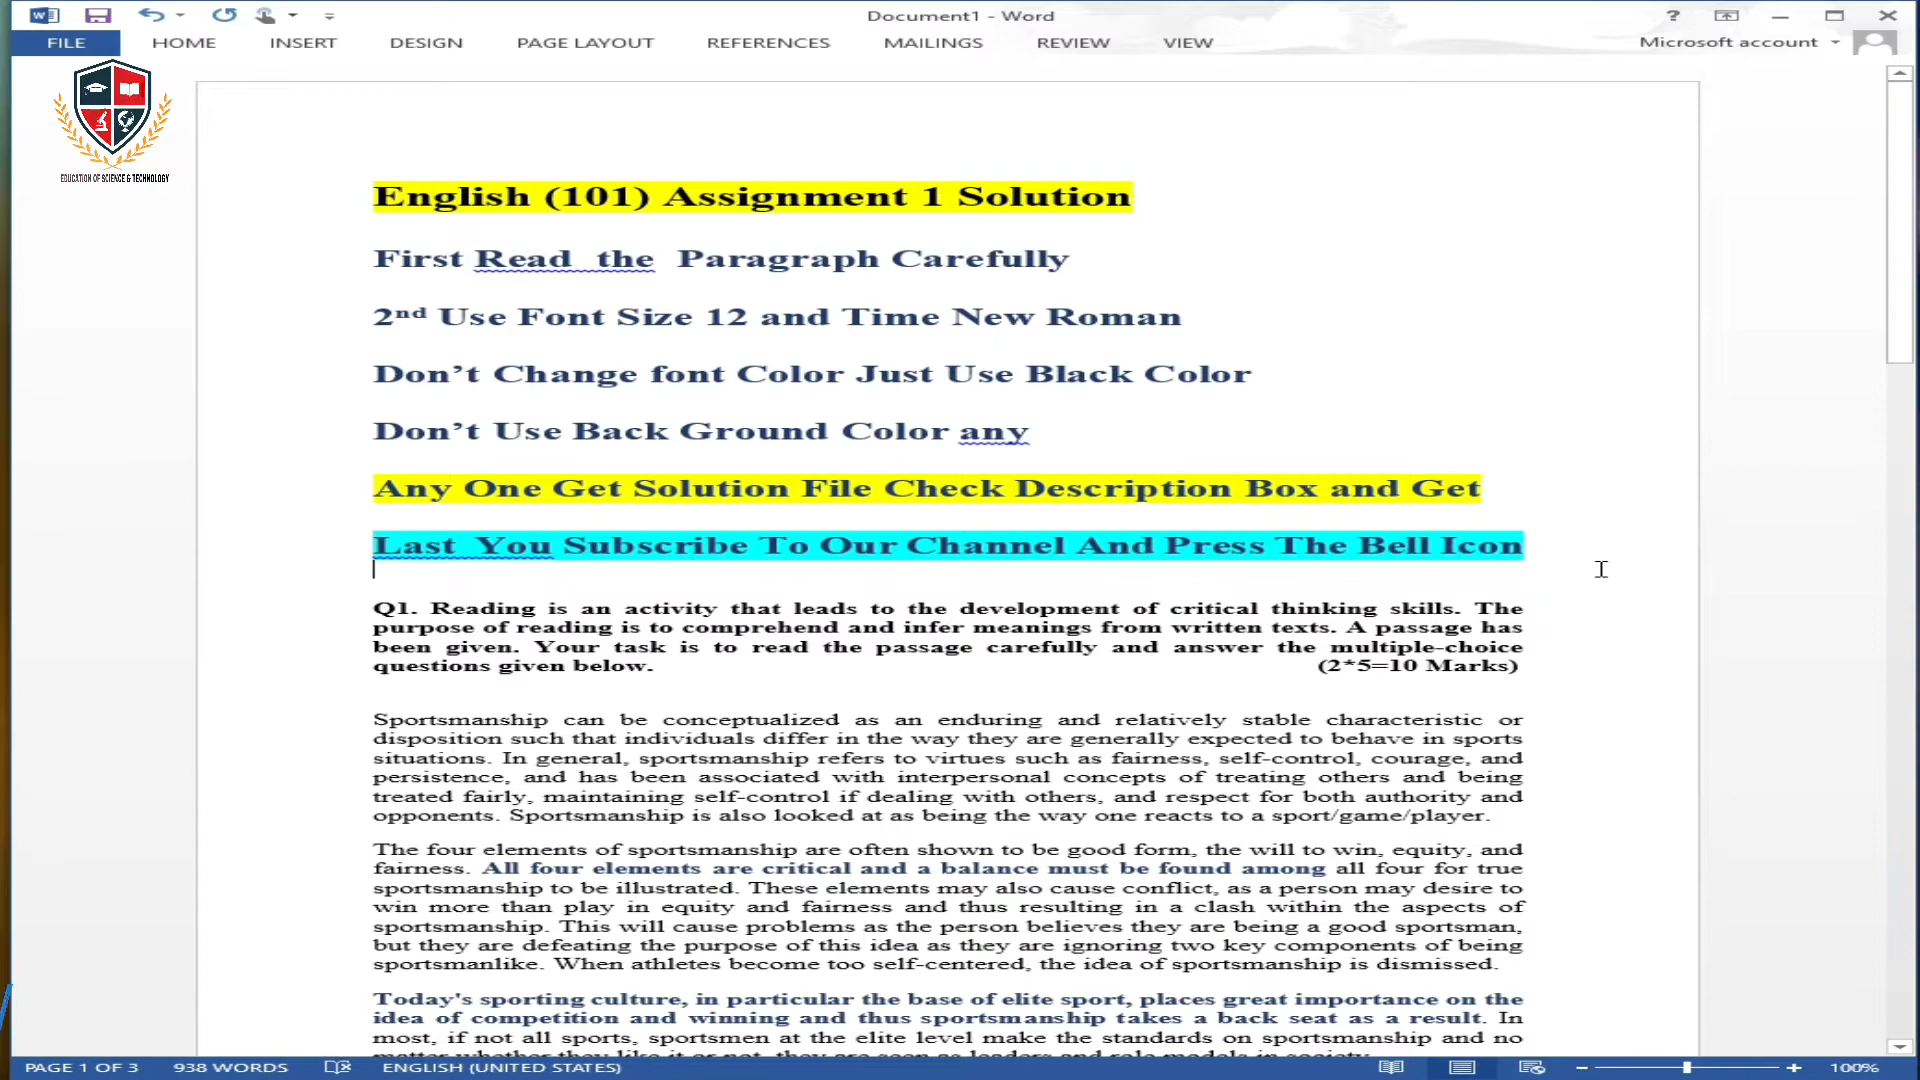 Document1 - Word
?
FILE HOME INSERT DESIGN PAGE LAYOUT REFERENCES MAILINGS REVIEW VIEW Microsoft account
EDUCATION OF SCIENCE & TECHNOLOGY
English (101) Assignment 1 Solution
First Read the Paragraph Carefully
2nd Use Font Size 12 and Time New Roman
Don't Change font Color Just Use Black Color
Don't Use Back Ground Color any
Any One Get Solution File Check Description Box and Get
Last You Subscribe To Our Channel And Press The Bell Icon
Q1. Reading is an activity that leads to the development of critical thinking skills. The
purpose of reading is to comprehend and infer meanings from written texts. A passage has
been given. Your task is to read the passage carefully and answer the multiple-choice
questions given below. (2*5=10 Marks)
Sportsmanship can be conceptualized as an enduring and relatively stable characteristic or
disposition such that individuals differ in the way they are generally expected to behave in sports
situations. In general, sportsmanship refers to virtues such as fairness, self-control, courage, and
persistence, and has been associated with interpersonal concepts of treating others and being
treated fairly, maintaining self-control if dealing with others, and respect for both authority and
opponents. Sportsmanship is also looked at as being the way one reacts to a sport/game/player.
The four elements of sportsmanship are often shown to be good form, the will to win, equity, and
fairness. All four elements are critical and a balance must be found among all four for true
sportsmanship to be illustrated. These elements may also cause conflict, as a person may desire to
win more than play in equity and fairness and thus resulting in a clash within the aspects of
sportsmanship. This will cause problems as the person believes they are being a good sportsman,
but they are defeating the purpose of this idea as they are ignoring two key components of being
sportsmanlike. When athletes become too self-centered, the idea of sportsmanship is dismissed.
Today's sporting culture, in particular the base of elite sport, places great importance on the
idea of competition and winning and thus sportsmanship takes a back seat as a result. In
most, if not all sports, sportsmen at the elite level make the standards on sportsmanship and no
matter whether they like it or not, they are seen as leaders and role models in society.
PAGE 1 OF 3 938 WORDS ENGLISH (UNITED STATES) 100%